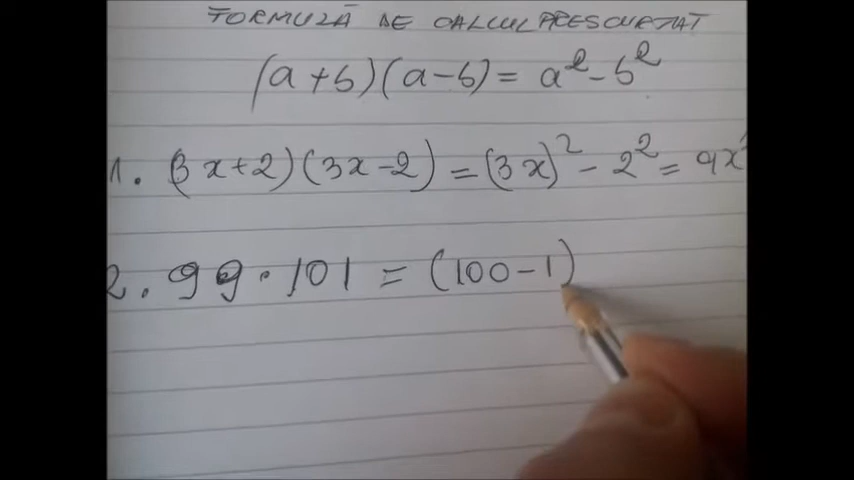 FORMULĂ DE CALCUL PRESCURTAT
(a+b)(a-b)= a²-b²
1. (3x+2)(3x-2)=(3x)²-2²=9x²
2. 99·101=(100-1)